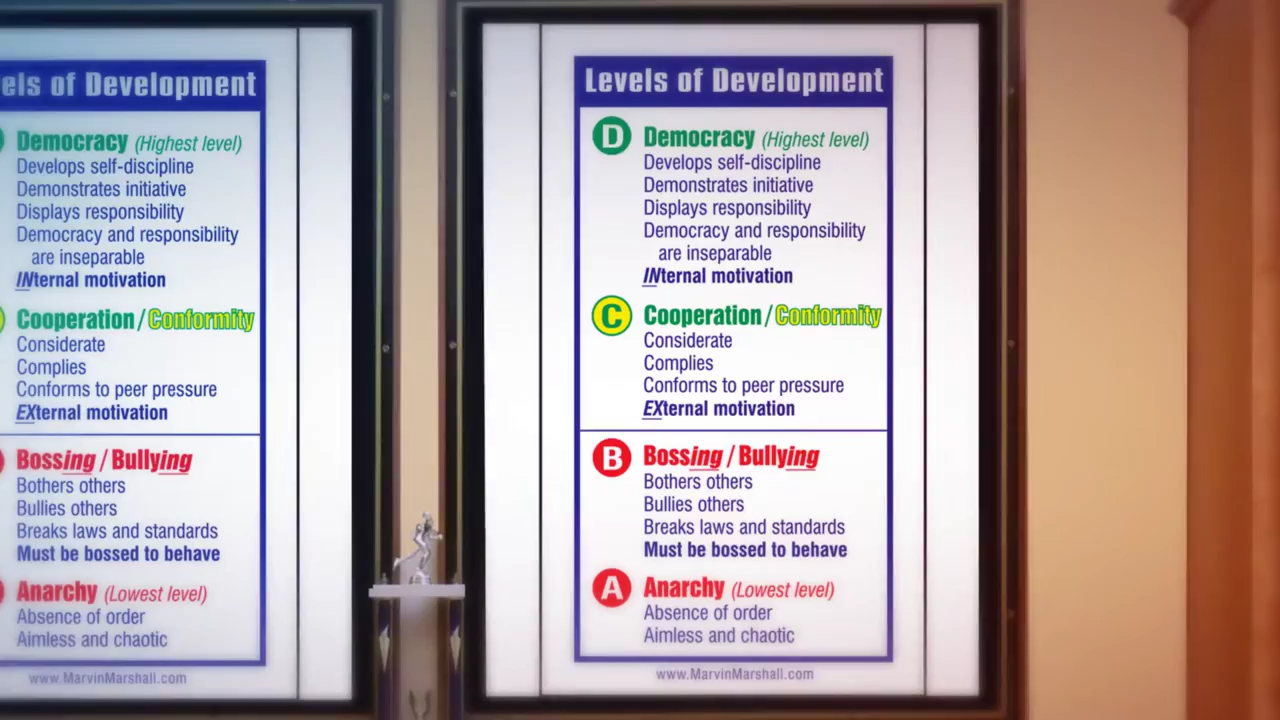 els of Development
Democracy (Highest level)
Develops self-discipline
Demonstrates initiative
Displays responsibility
Democracy and responsibility
are inseparable
INternal motivation
Cooperation / Conformity
Considerate
Complies
Conforms to peer pressure
EXternal motivation
Bossing / Bullying
Bothers others
Bullies others
Breaks laws and standards
Must be bossed to behave
Anarchy (Lowest level)
Absence of order
Aimless and chaotic
www.MarvinMarshall.com
Levels of Development
D Democracy (Highest level)
Develops self-discipline
Demonstrates initiative
Displays responsibility
Democracy and responsibility
are inseparable
INternal motivation
C Cooperation / Conformity
Considerate
Complies
Conforms to peer pressure
EXternal motivation
B Bossing / Bullying
Bothers others
Bullies others
Breaks laws and standards
Must be bossed to behave
A Anarchy (Lowest level)
Absence of order
Aimless and chaotic
www.MarvinMarshall.com